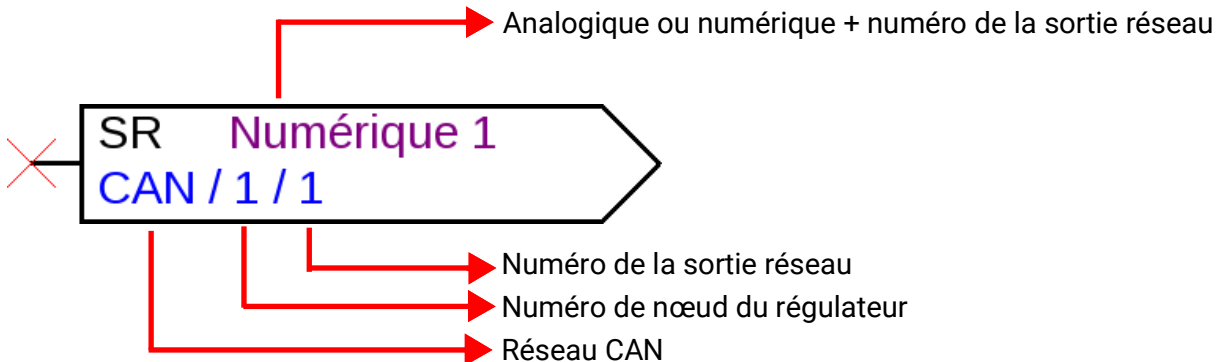 Analogique ou numérique + numéro de la sortie réseau
SR Numérique 1
CAN / 1 / 1
Numéro de la sortie réseau
Numéro de nœud du régulateur
Réseau CAN